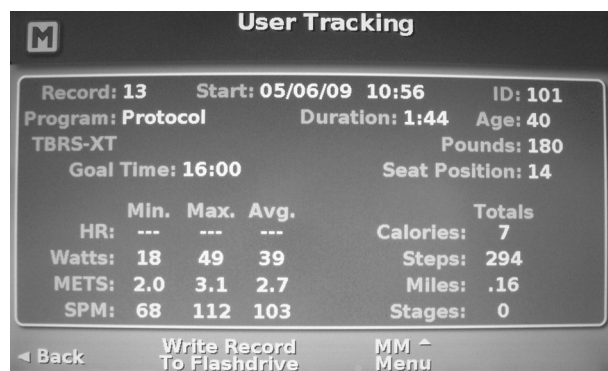 M
User Tracking
Record: 13 Start: 05/06/09 10:56 ID: 101
Program: Protocol Duration: 1:44 Age: 40
TBRS-XT Pounds: 180
Goal Time: 16:00 Seat Position: 14
Min. Max. Avg. Totals
HR: --- --- --- Calories: 7
Watts: 18 49 39 Steps: 294
METS: 2.0 3.1 2.7 Miles: .16
SPM: 68 112 103 Stages: 0
◄ Back Write Record MM
To Flashdrive Menu